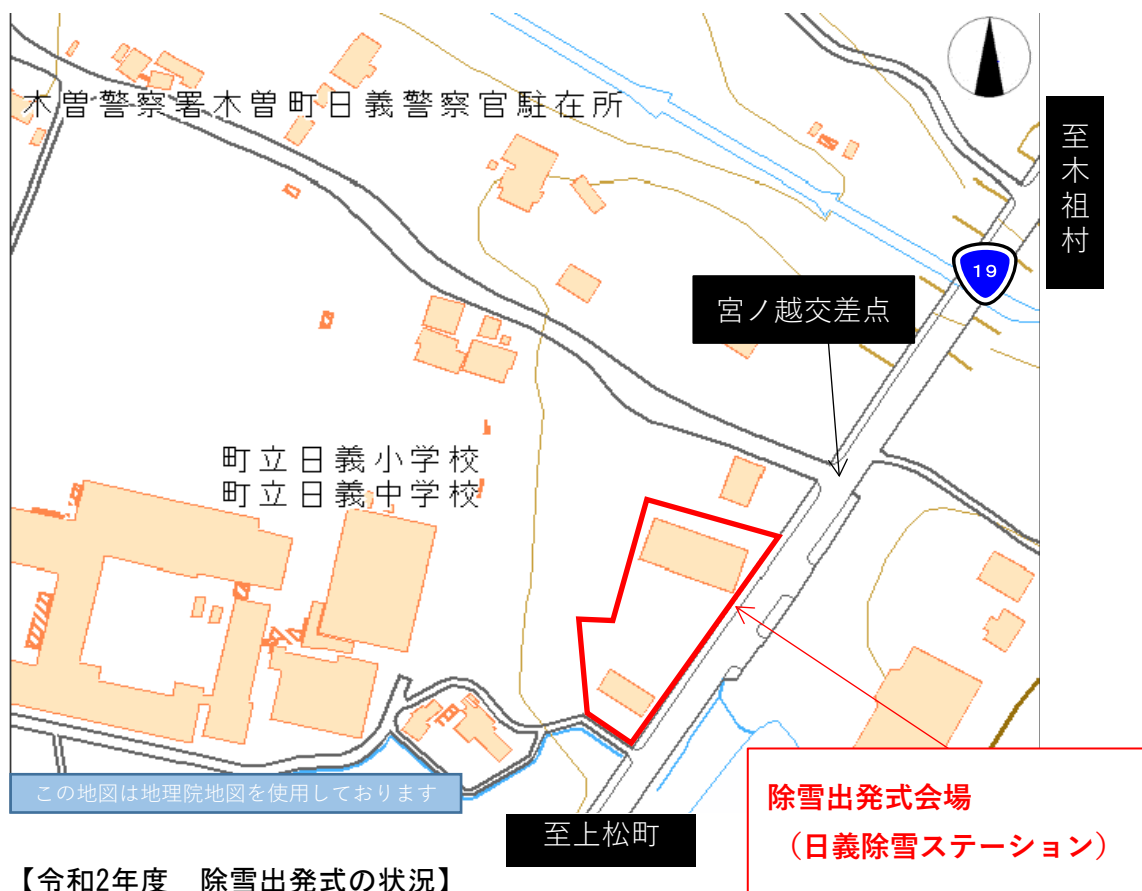 木曽警察署木曽町日義警察官駐在所
至木祖村
19
宮ノ越交差点
町立日義小学校
町立日義中学校
この地図は地理院地図を使用しております
至上松町
除雪出発式会場
（日義除雪ステーション）
【令和2年度　除雪出発式の状況】